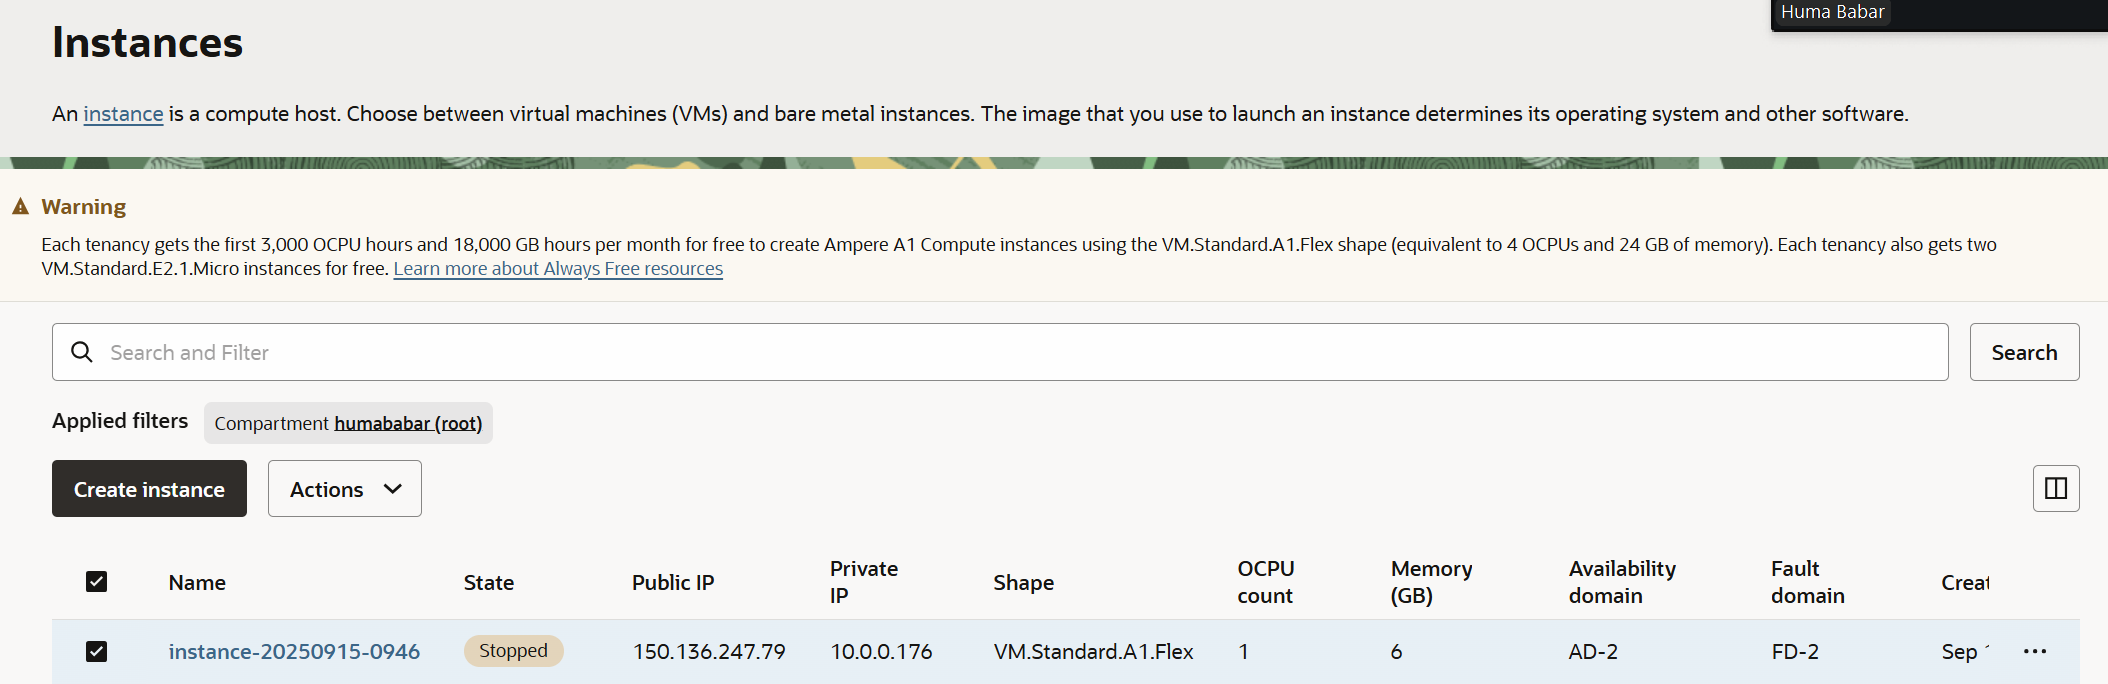 Huma Babar
Instances
An instance is a compute host. Choose between virtual machines (VMs) and bare metal instances. The image that you use to launch an instance determines its operating system and other software.
Warning
Each tenancy gets the first 3,000 OCPU hours and 18,000 GB hours per month for free to create Ampere A1 Compute instances using the VM.Standard.A1.Flex shape (equivalent to 4 OCPUs and 24 GB of memory). Each tenancy also gets two
VM.Standard.E2.1.Micro instances for free. Learn more about Always Free resources
Search and Filter
Search
Applied filters
Compartment humababar (root)
Create instance
Actions
Name State Public IP Private IP Shape OCPU count Memory (GB) Availability domain Fault domain Creat
instance-20250915-0946 Stopped 150.136.247.79 10.0.0.176 VM.Standard.A1.Flex 1 6 AD-2 FD-2 Sep